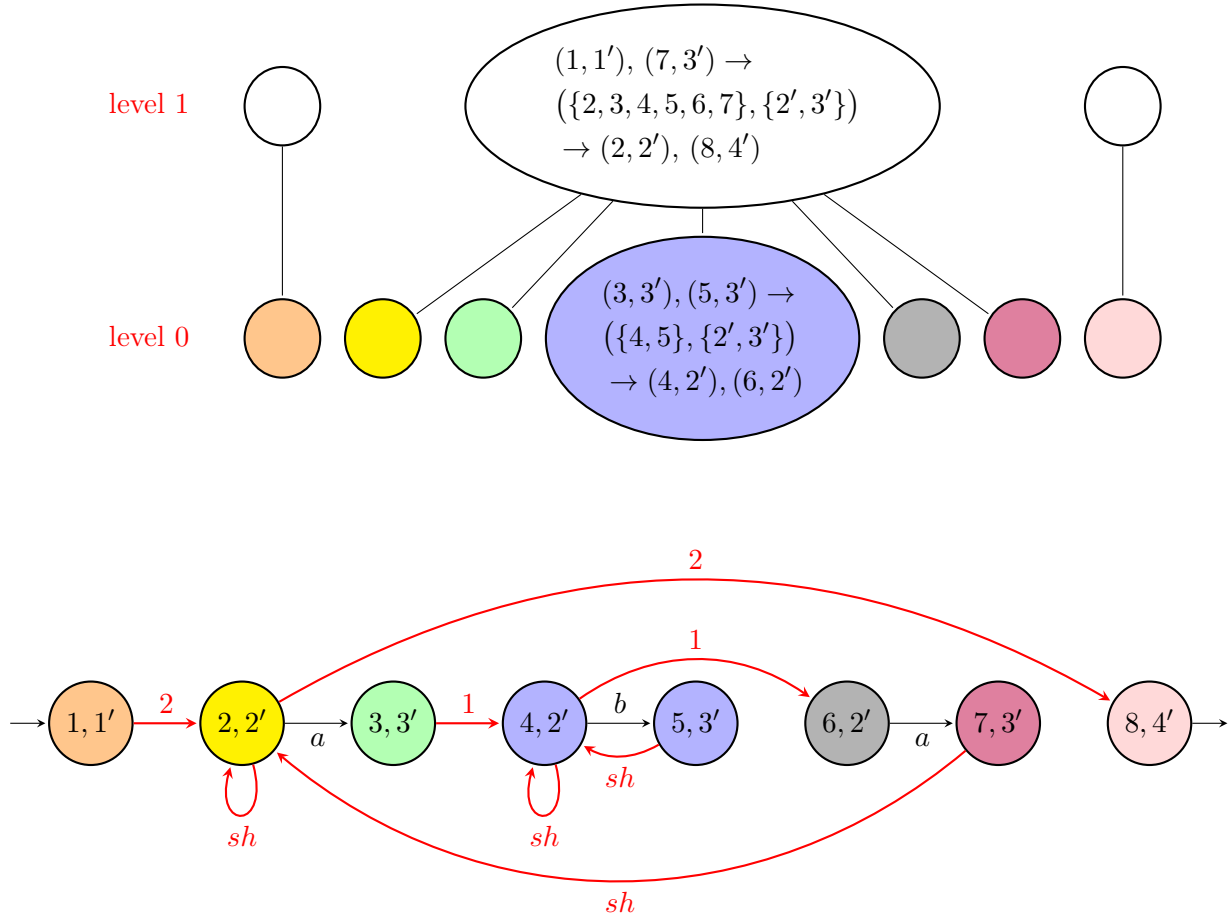 level 1
(1, 1′), (7, 3′) →
({2, 3, 4, 5, 6, 7}, {2′, 3′})
→ (2, 2′), (8, 4′)
level 0
(3, 3′), (5, 3′) →
({4, 5}, {2′, 3′})
→ (4, 2′), (6, 2′)
2
1
1, 1′
2
2, 2′
a
3, 3′
1
4, 2′
b
5, 3′
6, 2′
a
7, 3′
8, 4′
sh
sh
sh
sh